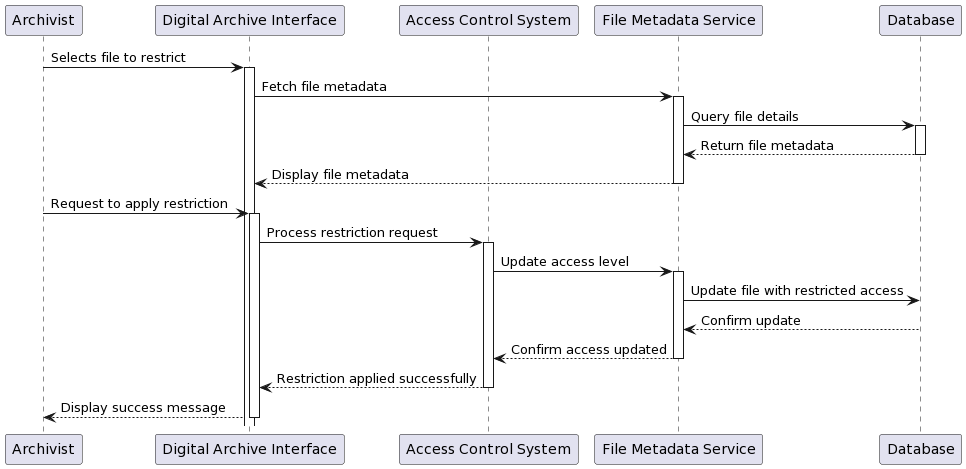 Archivist
Digital Archive Interface
Access Control System
File Metadata Service
Database
Selects file to restrict
Fetch file metadata
Query file details
Return file metadata
Display file metadata
Request to apply restriction
Process restriction request
Update access level
Update file with restricted access
Confirm update
Confirm access updated
Restriction applied successfully
Display success message
Archivist
Digital Archive Interface
Access Control System
File Metadata Service
Database